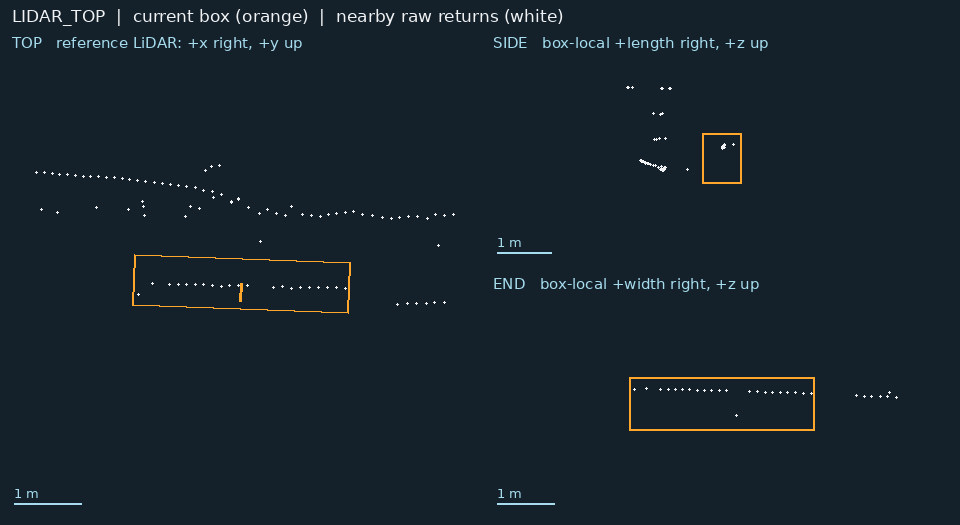 LIDAR_TOP  |  current box (orange)  |  nearby raw returns (white)
TOP   reference LiDAR: +x right, +y up
SIDE   box-local +length right, +z up
1 m
END   box-local +width right, +z up
1 m
1 m